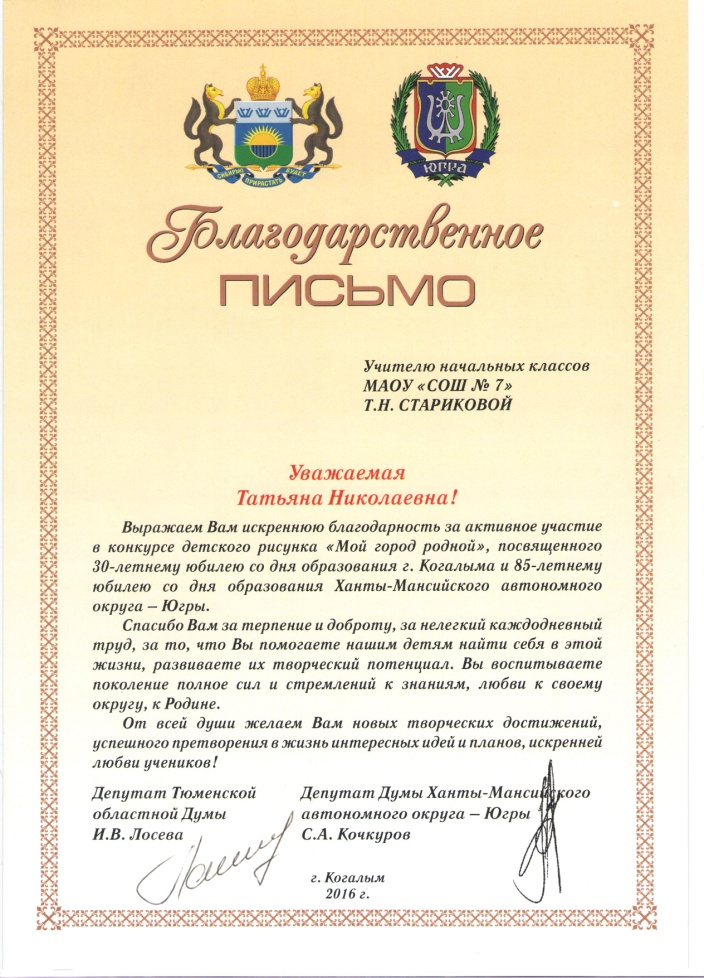 СИБИРЬЮ ПРИРАСТАТЬ БУДЕТ
ЮГРА
Благодарственное
ПИСЬМО
Учителю начальных классов
МАОУ «СОШ № 7»
Т.Н. СТАРИКОВОЙ
Уважаемая
Татьяна Николаевна!
Выражаем Вам искреннюю благодарность за активное участие
в конкурсе детского рисунка «Мой город родной», посвященного
30-летнему юбилею со дня образования г. Когалыма и 85-летнему
юбилею со дня образования Ханты-Мансийского автономного
округа – Югры.
Спасибо Вам за терпение и доброту, за нелегкий каждодневный
труд, за то, что Вы помогаете нашим детям найти себя в этой
жизни, развиваете их творческий потенциал. Вы воспитываете
поколение полное сил и стремлений к знаниям, любви к своему
округу, к Родине.
От всей души желаем Вам новых творческих достижений,
успешного претворения в жизнь интересных идей и планов, искренней
любви учеников!
Депутат Тюменской
областной Думы
И.В. Лосева
Депутат Думы Ханты-Мансийского
автономного округа – Югры
С.А. Кочкуров
г. Когалым
2016 г.